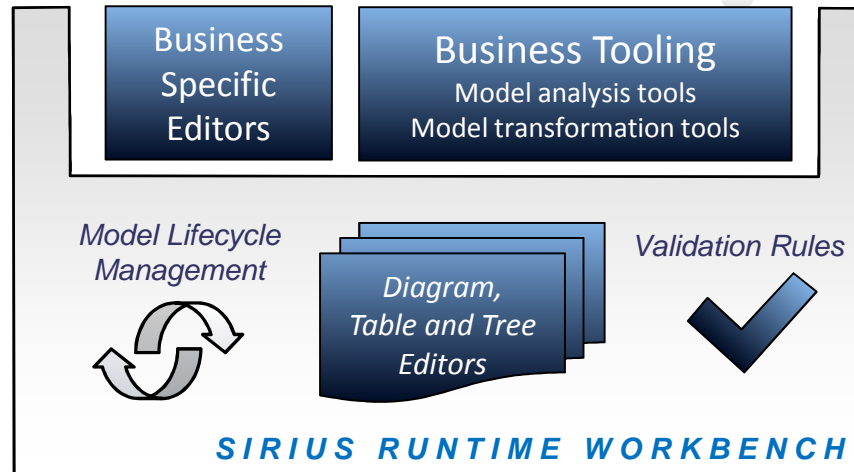 Business
Specific
Editors
Business Tooling
Model analysis tools
Model transformation tools
Model Lifecycle
Management
Diagram,
Table and Tree
Editors
Validation Rules
SIRIUS RUNTIME WORKBENCH